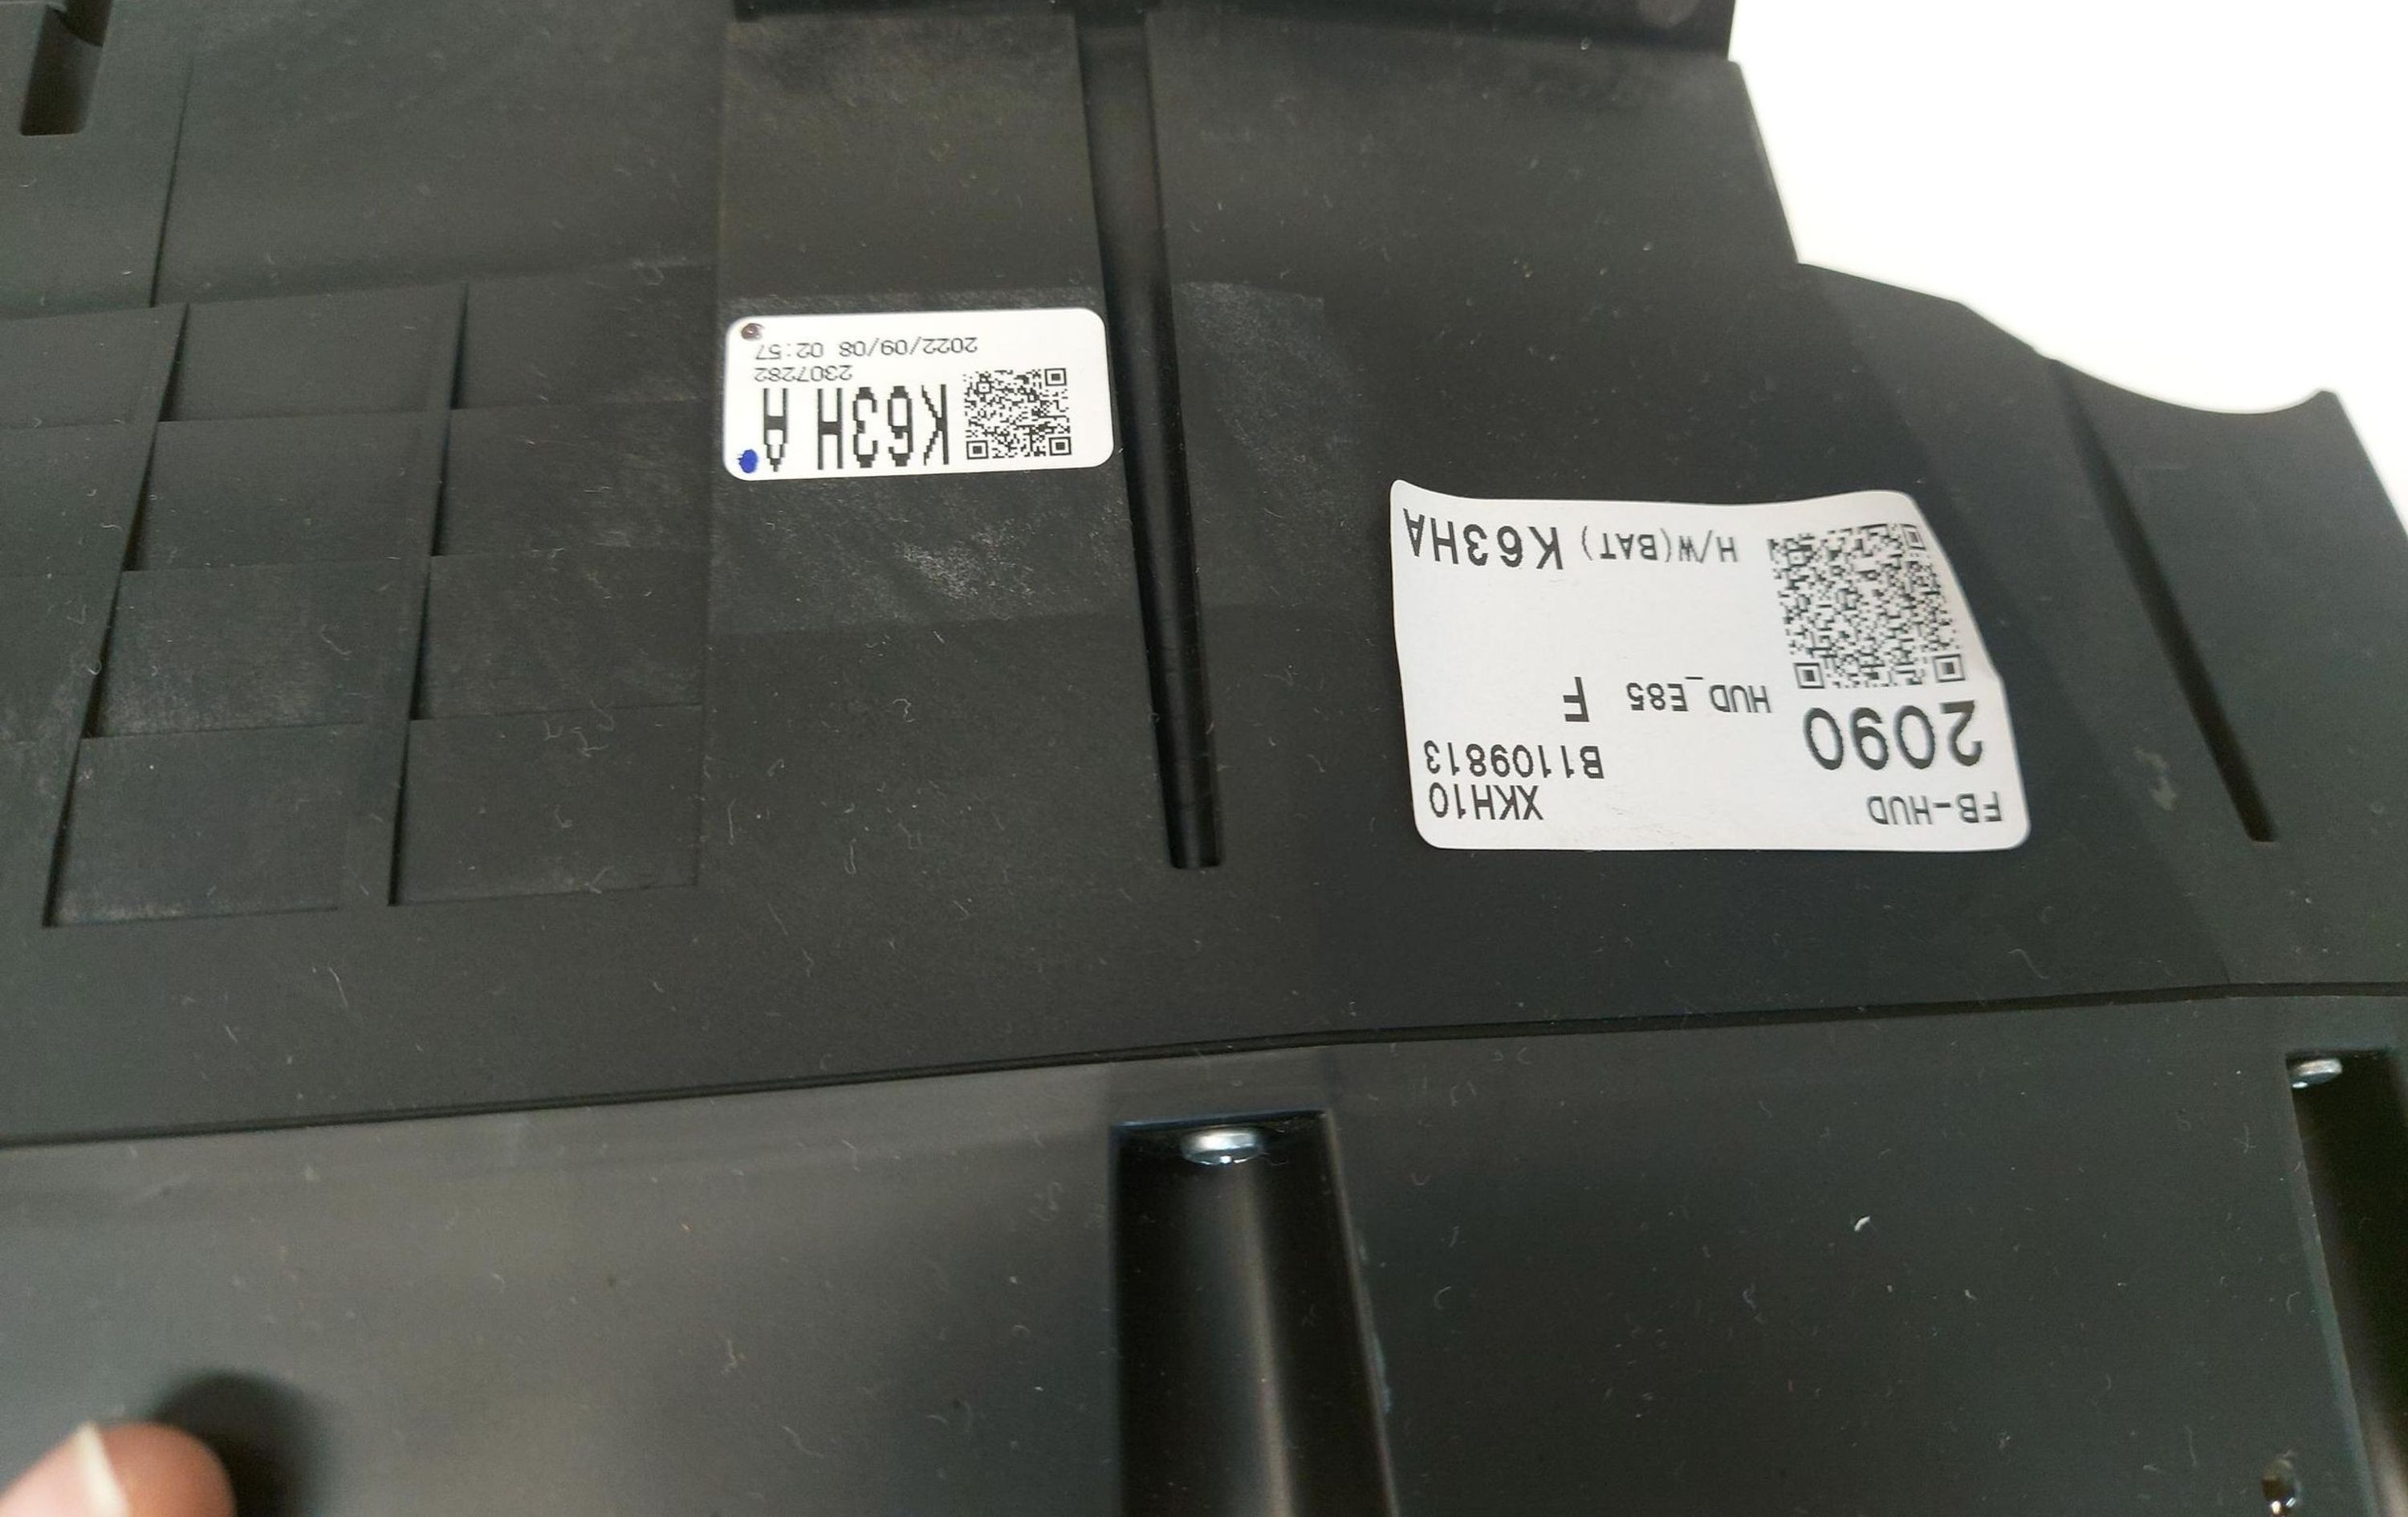 FB-HUD XKH10
2090 B1109813
HUD_E85 F
H/W(BAT) K63HA
K63H A
2307282
2022/09/08 02:57